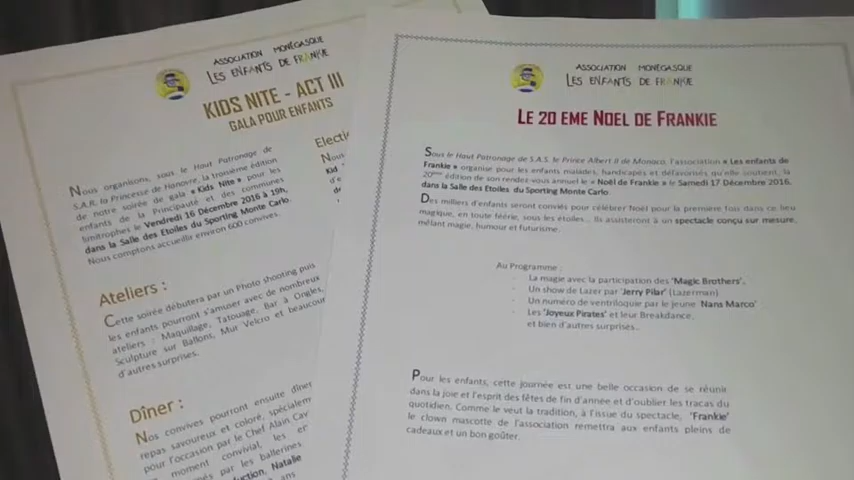 ASSOCIATION MONÉGASQUE
LES ENFANTS DE FRANKIE
KIDS NITE - ACT III
GALA POUR ENFANTS
Nous organisons, sous le Haut Patronage de
S.A.R. la Princesse de Hanovre, la troisième édition
de notre soirée de gala « Kids Nite » pour les
enfants de la Principauté et des communes
limitrophes le Vendredi 16 Décembre 2016 à 19h,
dans la Salle des Etoiles du Sporting Monte Carlo.
Nous comptons accueillir environ 600 convives.
Ateliers :
Cette soirée débutera par un Photo shooting puis
les enfants pourront s'amuser avec de nombreux
ateliers : Maquillage, Tatouage, Bar à Ongles,
Sculpture sur Ballons, Mur Velcro et beaucoup
d'autres surprises.
Dîner :
Nos convives pourront ensuite dîner
repas savoureux et coloré, spécialem
pour l'occasion par le Chef Alain Cav
moment convivial, les en
par les ballerines
duction, Natalie
ans
Electio
Nous
Kid
d'é
ASSOCIATION MONÉGASQUE
LES ENFANTS DE FRANKIE
LE 20 EME NOEL DE FRANKIE
Sous le Haut Patronage de S.A.S. le Prince Albert II de Monaco, l'association « Les enfants de
Frankie » organise pour les enfants malades, handicapés et défavorisés qu'elle soutient, la
20ème édition de son rendez-vous annuel le « Noël de Frankie » le Samedi 17 Décembre 2016,
dans la Salle des Etoiles du Sporting Monte Carlo.
Des milliers d'enfants seront conviés pour célébrer Noël pour la première fois dans ce lieu
magique, en toute féérie, sous les étoiles... Ils assisteront à un spectacle conçu sur mesure,
mêlant magie, humour et futurisme.
Au Programme :
- La magie avec la participation des 'Magic Brothers',
- Un show de Lazer par 'Jerry Pilar' (Lazerman)
- Un numéro de ventriloquie par le jeune 'Nans Marco'
- Les 'Joyeux Pirates' et leur Breakdance,
et bien d'autres surprises...
Pour les enfants, cette journée est une belle occasion de se réunir
dans la joie et l'esprit des fêtes de fin d'année et d'oublier les tracas du
quotidien. Comme le veut la tradition, à l'issue du spectacle, 'Frankie'
le clown mascotte de l'association remettra aux enfants pleins de
cadeaux et un bon goûter.